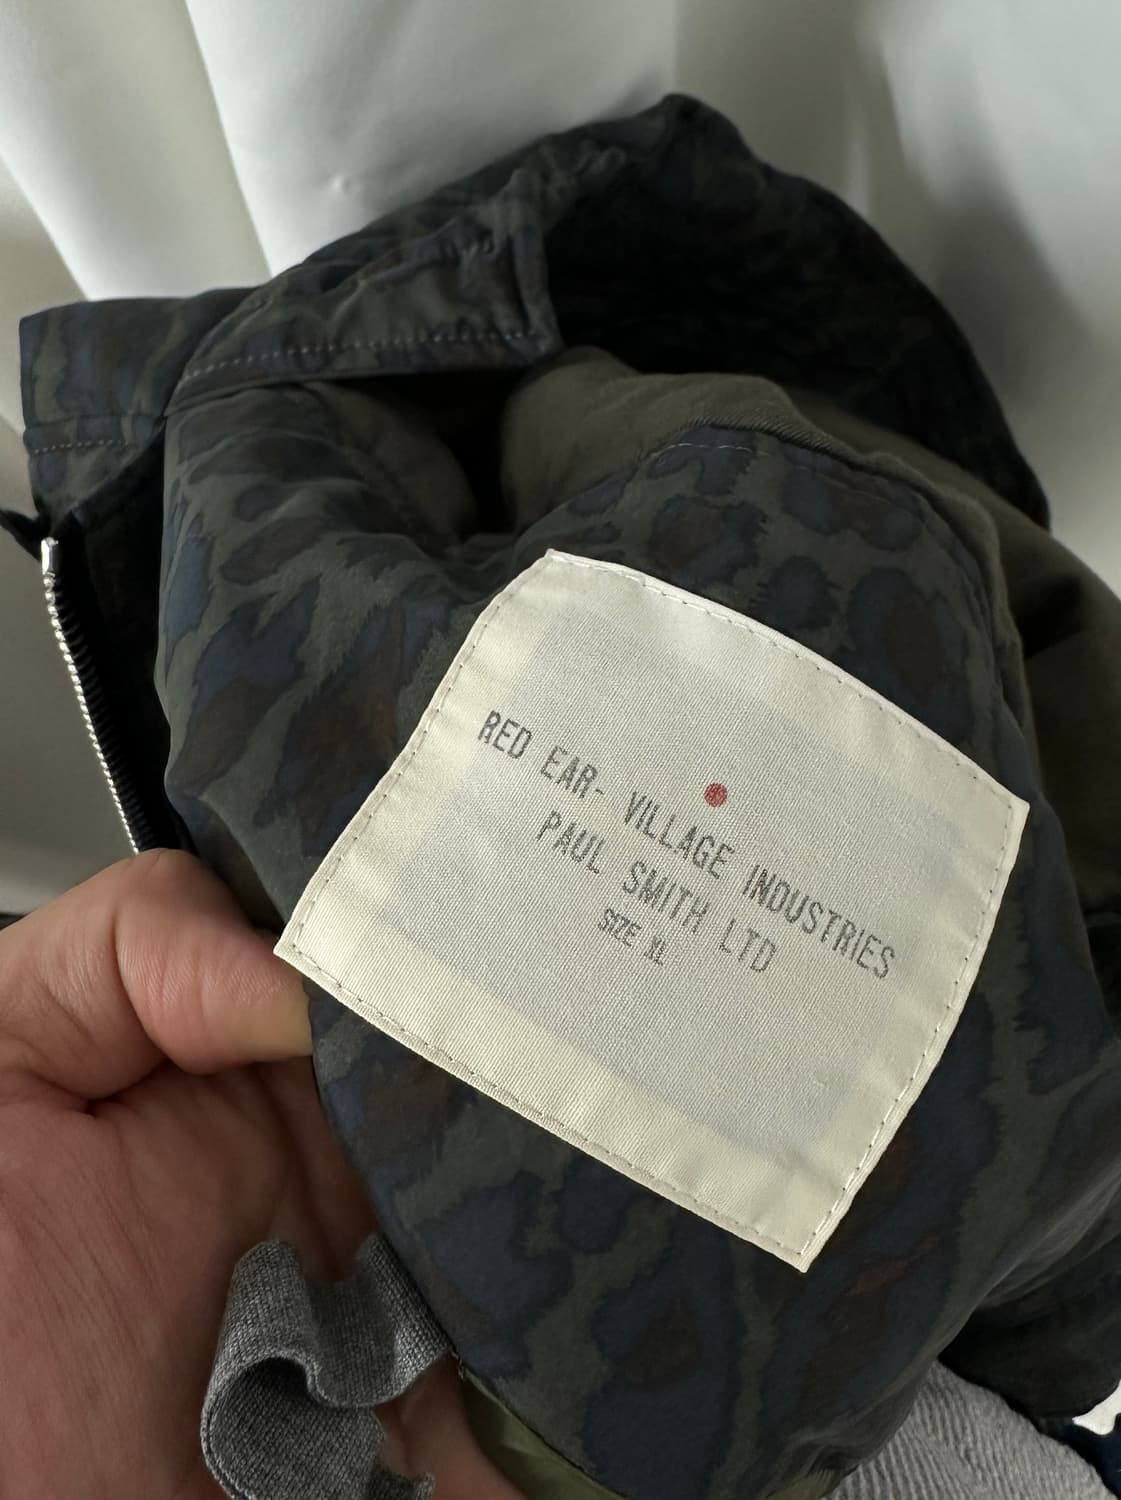 RED EAR- VILLAGE INDUSTRIES
PAUL SMITH LTD
SIZE XL